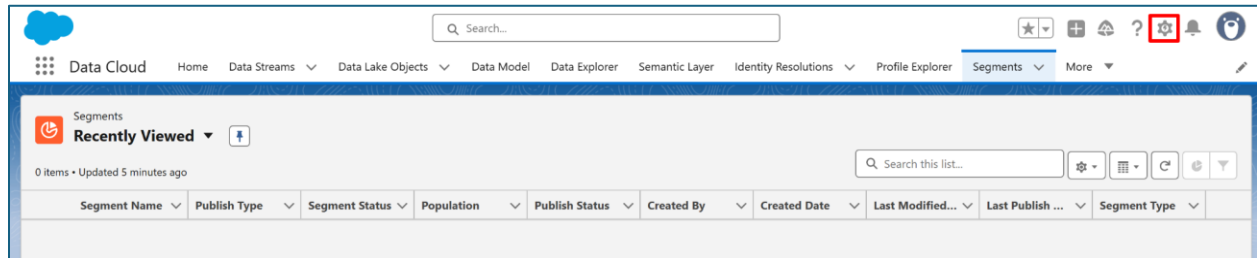 Search...
Data Cloud Home Data Streams Data Lake Objects Data Model Data Explorer Semantic Layer Identity Resolutions Profile Explorer Segments More
Segments
Recently Viewed
0 items • Updated 5 minutes ago
Search this list...
Segment Name Publish Type Segment Status Population Publish Status Created By Created Date Last Modified... Last Publish ... Segment Type